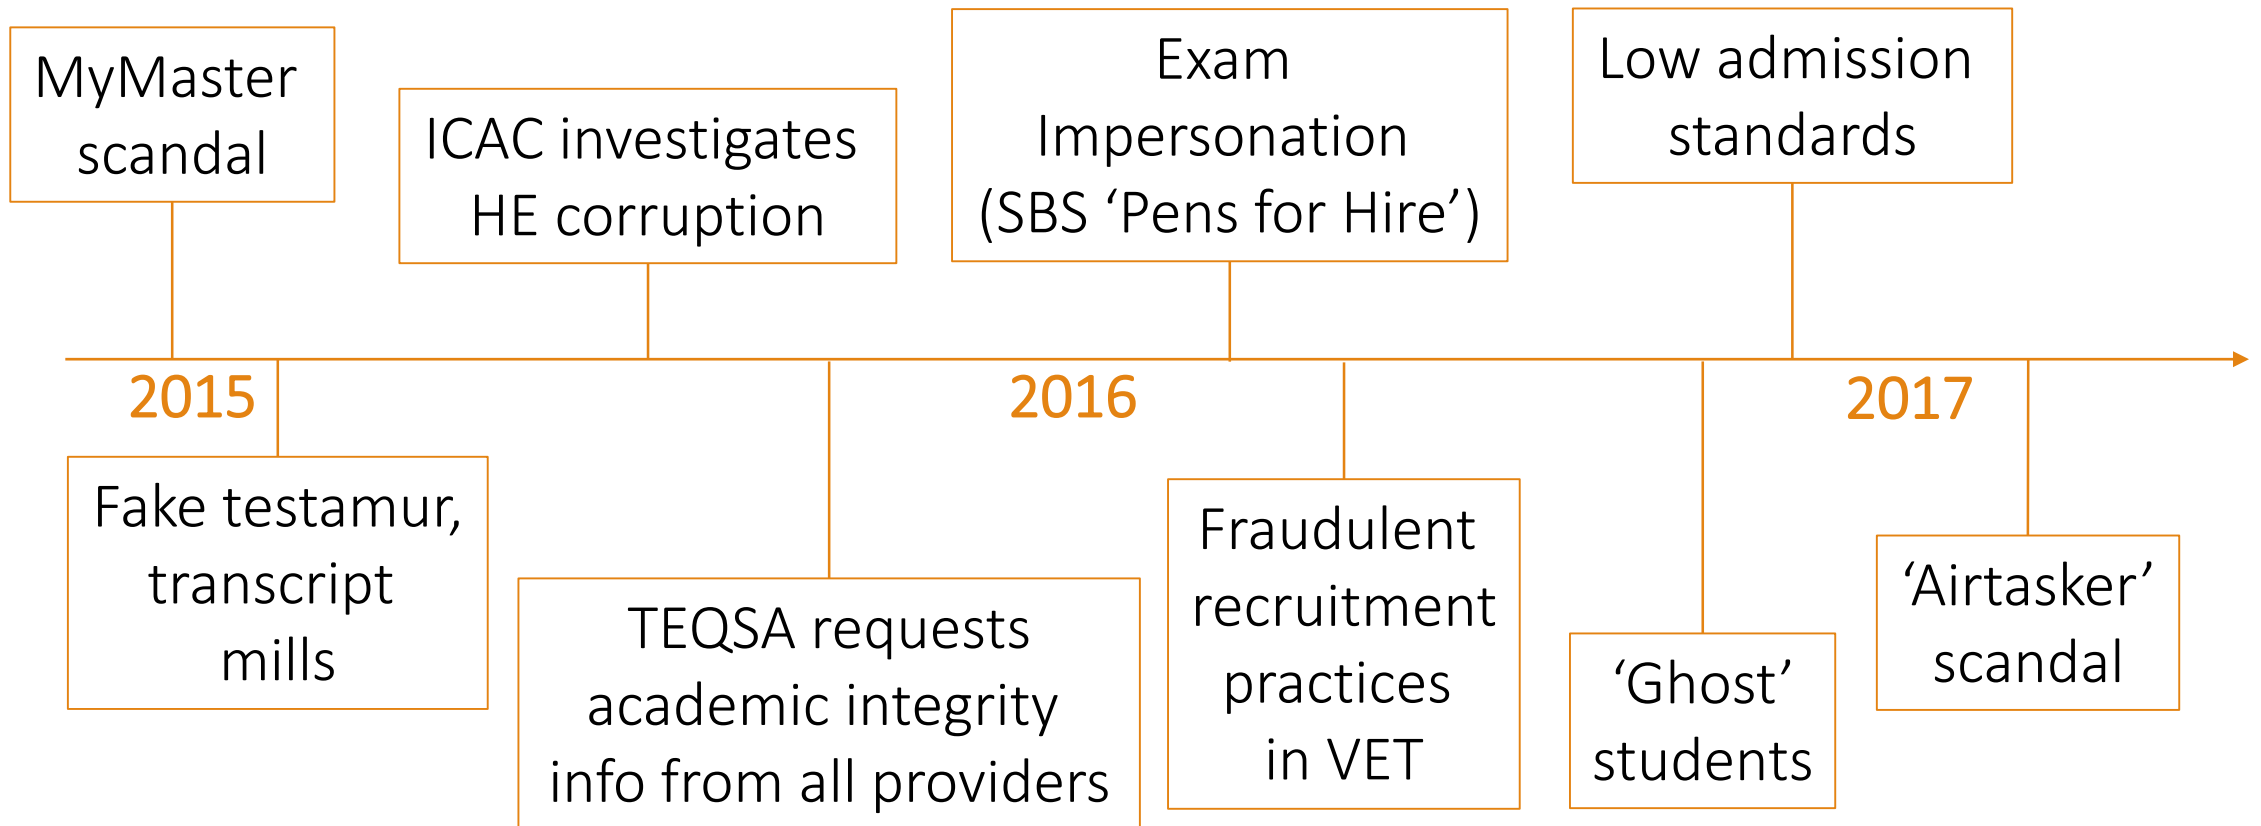 MyMaster
scandal
ICAC investigates
HE corruption
Exam
Impersonation
(SBS ‘Pens for Hire’)
Low admission
standards
2015
2016
2017
Fake testamur,
transcript
mills
TEQSA requests
academic integrity
info from all providers
Fraudulent
recruitment
practices
in VET
‘Ghost’
students
‘Airtasker’
scandal